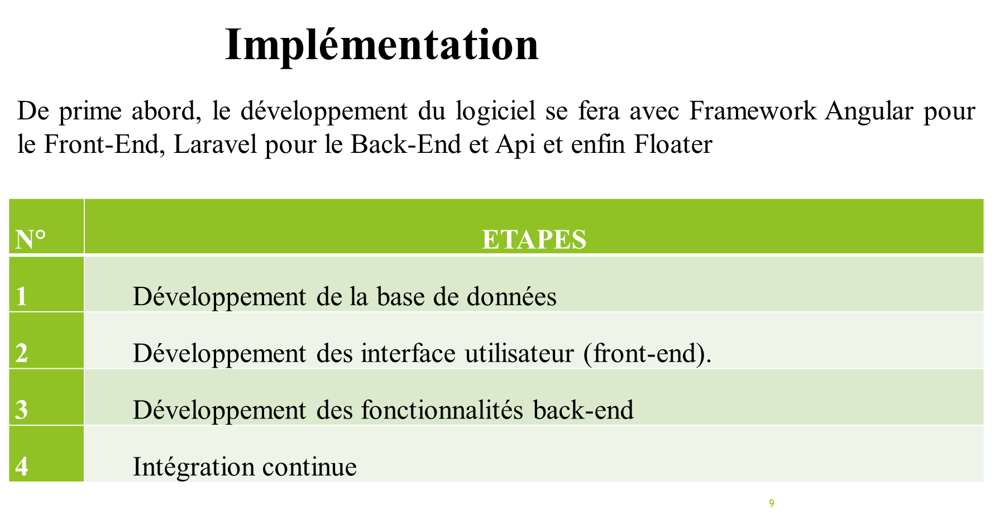 Implémentation
De prime abord, le développement du logiciel se fera avec Framework Angular pour
le Front-End, Laravel pour le Back-End et Api et enfin Floater
N° ETAPES
1 Développement de la base de données
2 Développement des interface utilisateur (front-end).
3 Développement des fonctionnalités back-end
4 Intégration continue
9